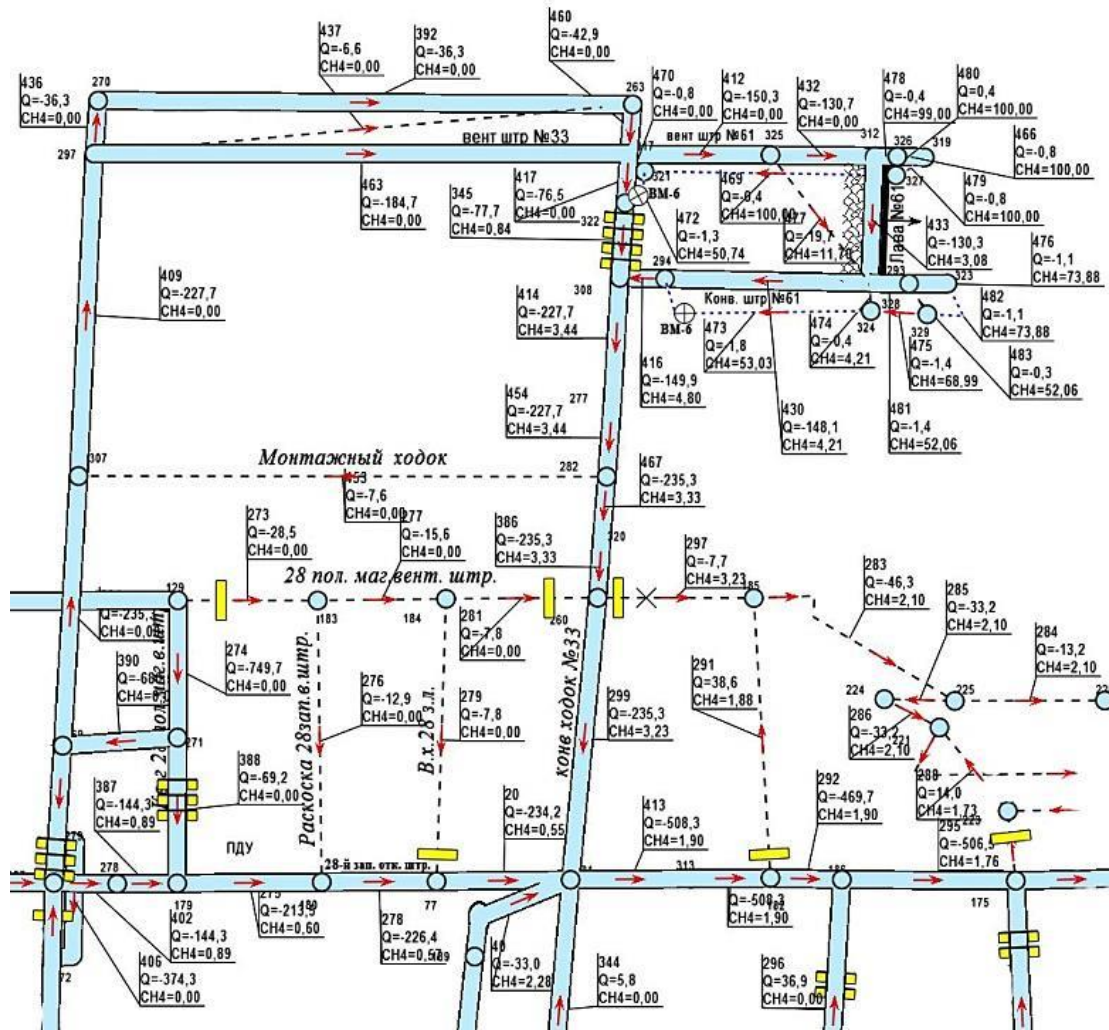 436
Q=-36,3
CH4=0,00
270
437
Q=-6,6
CH4=0,00
392
Q=-36,3
CH4=0,00
460
Q=-42,9
CH4=0,00
263
470
Q=-0,8
CH4=0,00
412
Q=-150,3
CH4=0,00
432
Q=-130,7
CH4=0,00
478
Q=-0,4
CH4=99,00
480
Q=0,4
CH4=100,00
466
Q=-0,8
CH4=100,00
вент штр №33
вент штр №61
325
312
326
319
297
321
327
ВМ-6
463
Q=-184,7
CH4=0,00
345
Q=-77,7
CH4=0,84
417
Q=-76,5
CH4=0,00
322
469
Q=-0,4
CH4=100,00
472
Q=-1,3
CH4=50,74
Q=-19,7
CH4=11,70
Лава №61
479
Q=-0,8
CH4=100,00
433
Q=-130,3
CH4=3,08
476
Q=-1,1
CH4=73,88
409
Q=-227,7
CH4=0,00
308
294
293
323
Конв. штр №61
414
Q=-227,7
CH4=3,44
ВМ-6
328
324
329
482
Q=-1,1
CH4=73,88
473
Q=-1,8
CH4=53,03
474
Q=-0,4
CH4=4,21
475
Q=-1,4
CH4=68,99
483
Q=-0,3
CH4=52,06
416
Q=-149,9
CH4=4,80
430
Q=-148,1
CH4=4,21
481
Q=-1,4
CH4=52,06
454
Q=-227,7
CH4=3,44
277
307
Монтажный ходок
282
453
Q=-7,6
CH4=0,00
467
Q=-235,3
CH4=3,33
273
Q=-28,5
CH4=0,00
277
Q=-15,6
CH4=0,00
386
Q=-235,3
CH4=3,33
320
297
Q=-7,7
CH4=3,23
283
Q=-46,3
CH4=2,10
285
Q=-33,2
CH4=2,10
284
Q=-13,2
CH4=2,10
28 пол. маг.вент. штр.
129
183
184
260
185
281
Q=-7,8
CH4=0,00
Q=-235,3
390
274
Q=-749,7
CH4=0,00
276
Q=-12,9
CH4=0,00
279
Q=-7,8
CH4=0,00
291
Q=38,6
CH4=1,88
299
Q=-235,3
CH4=3,23
конв ходок №33
Раскоска 28зап.в.штр.
В.х.28 з.л.
224
225
286
Q=-33,2
CH4=2,10
221
271
388
Q=-69,2
CH4=0,00
387
Q=-144,3
CH4=0,89
20
Q=-234,2
CH4=0,55
413
Q=-508,3
CH4=1,90
292
Q=-469,7
CH4=1,90
288
Q=14,0
CH4=1,73
223
295
Q=-506,5
CH4=1,76
ПДУ
28-й зап. отк. штр.
278
179
77
313
175
402
Q=-144,3
CH4=0,89
Q=-213,5
CH4=0,60
278
Q=-226,4
CH4=0,57
Q=-508,3
CH4=1,90
72
406
Q=-374,3
CH4=0,00
40
Q=-33,0
CH4=2,28
344
Q=5,8
CH4=0,00
296
Q=36,9
CH4=0,00